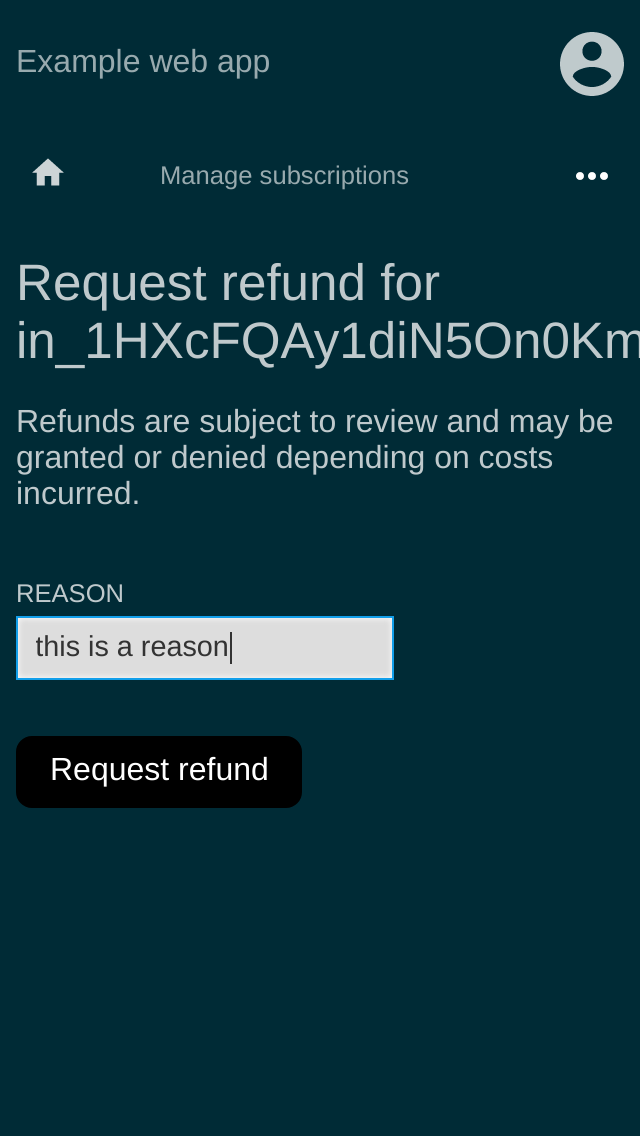 Example web app
Manage subscriptions
Request refund for
in_1HXcFQAy1diN5On0Km
Refunds are subject to review and may be
granted or denied depending on costs
incurred.
REASON
this is a reason
Request refund